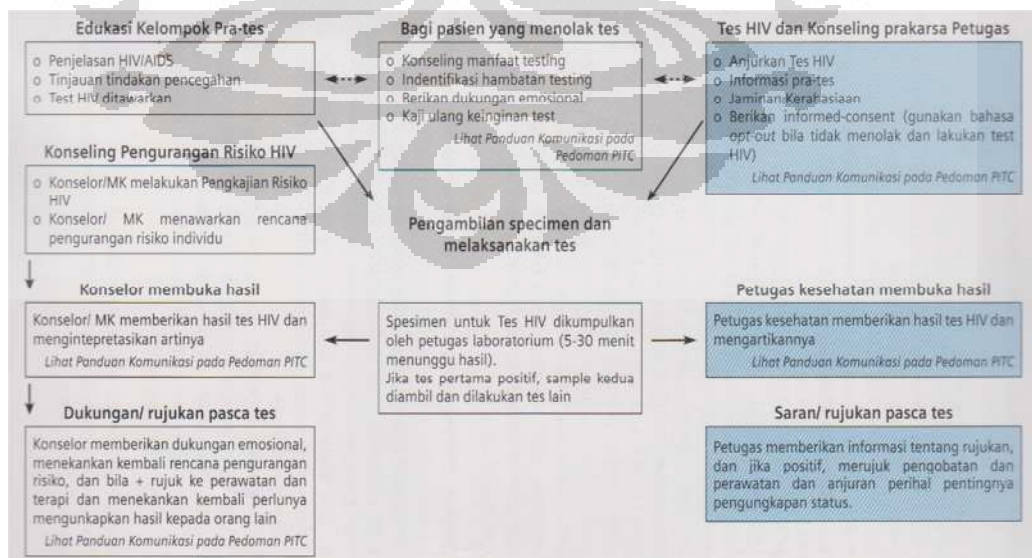 Edukasi Kelompok Pra-tes
o Penjelasan HIV/AIDS
o Tinjauan tindakan pencegahan
o Test HIV ditawarkan
Bagi pasien yang menolak tes
o Konseling manfaat testing
o Indentifikasi hambatan testing
o Berikan dukungan emosional
o Kaji ulang keinginan test
Lihat Panduan Komunikasi pada
Pedoman PITC
Tes HIV dan Konseling prakarsa Petugas
o Anjurkan Tes HIV
o Informasi pra-tes
o Jaminan Kerahasiaan
o Berikan informed-consent (gunakan bahasa
opt-out bila tidak menolak dan lakukan test
HIV)
Lihat Panduan Komunikasi pada Pedoman PITC
Konseling Pengurangan Risiko HIV
o Konselor/MK melakukan Pengkajian Risiko
HIV
o Konselor/ MK menawarkan rencana
pengurangan risiko individu
Pengambilan specimen dan
melaksanakan tes
Konselor membuka hasil
Konselor/ MK memberikan hasil tes HIV dan
mengintepretasikan artinya
Lihat Panduan Komunikasi pada Pedoman PITC
Spesimen untuk Tes HIV dikumpulkan
oleh petugas laboratorium (5-30 menit
menunggu hasil).
Jika tes pertama positif, sample kedua
diambil dan dilakukan tes lain
Petugas kesehatan membuka hasil
Petugas kesehatan memberikan hasil tes HIV dan
mengartikannya
Lihat Panduan Komunikasi pada Pedoman PITC
Dukungan/ rujukan pasca tes
Konselor memberikan dukungan emosional,
menekankan kembali rencana pengurangan
risiko, dan bila + rujuk ke perawatan dan
terapi dan menekankan kembali perlunya
mengunkapkan hasil kepada orang lain
Lihat Panduan Komunikasi pada Pedoman PITC
Saran/ rujukan pasca tes
Petugas memberikan informasi tentang rujukan,
dan jika positif, merujuk pengobatan dan
perawatan dan anjuran perihal pentingnya
pengungkapan status.